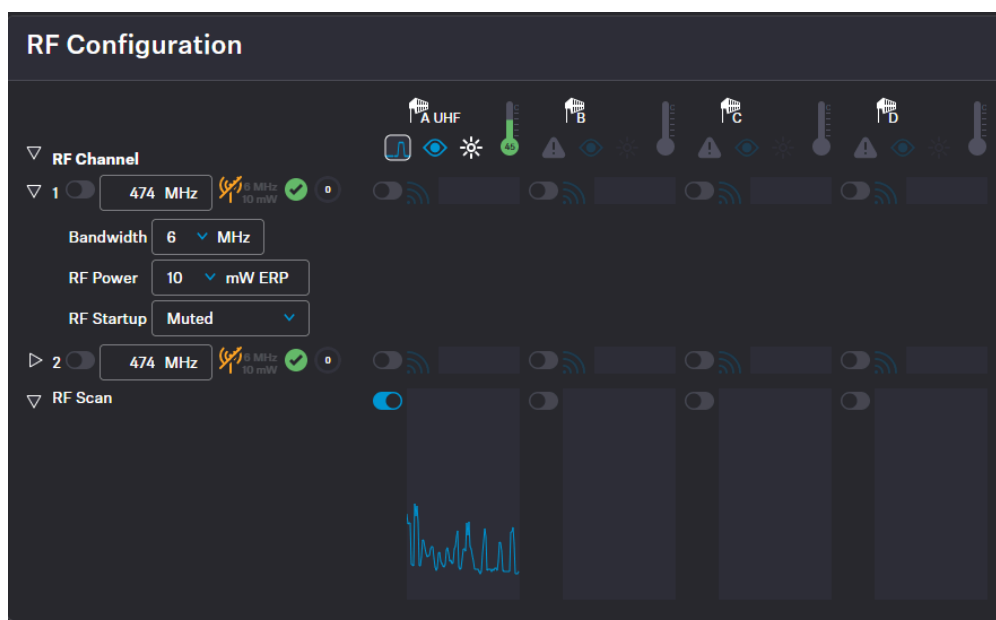 RF Configuration
A UHF
B
C
D
45
RF Channel
1 474 MHz 6 MHz 10 mW 0
Bandwidth 6 MHz
RF Power 10 mW ERP
RF Startup Muted
2 474 MHz 6 MHz 10 mW 0
RF Scan